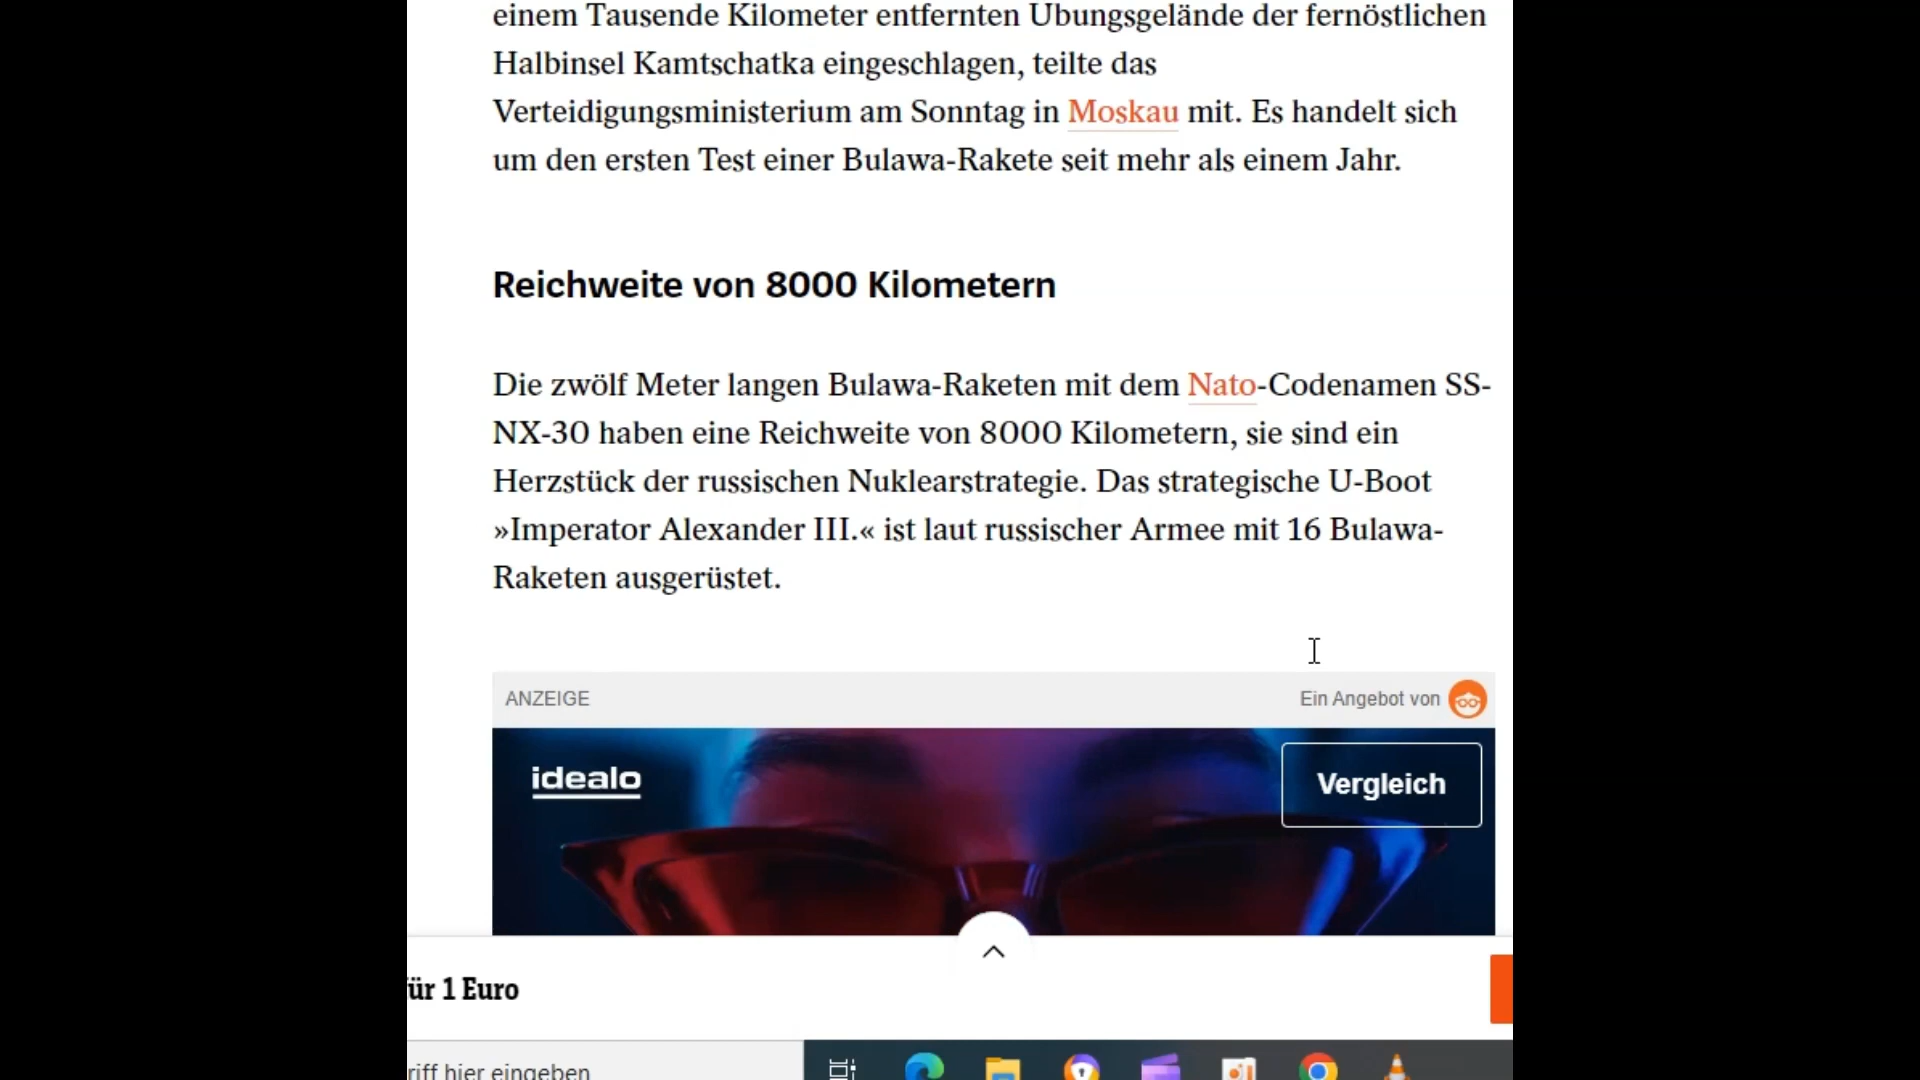 einem Tausende Kilometer entfernten Übungsgelände der fernöstlichen
Halbinsel Kamtschatka eingeschlagen, teilte das
Verteidigungsministerium am Sonntag in Moskau mit. Es handelt sich
um den ersten Test einer Bulawa-Rakete seit mehr als einem Jahr.
Reichweite von 8000 Kilometern
Die zwölf Meter langen Bulawa-Raketen mit dem Nato-Codenamen SS-
NX-30 haben eine Reichweite von 8000 Kilometern, sie sind ein
Herzstück der russischen Nuklearstrategie. Das strategische U-Boot
»Imperator Alexander III.« ist laut russischer Armee mit 16 Bulawa-
Raketen ausgerüstet.
ANZEIGE
Ein Angebot von
idealo
Vergleich
ür 1 Euro
riff hier eingeben